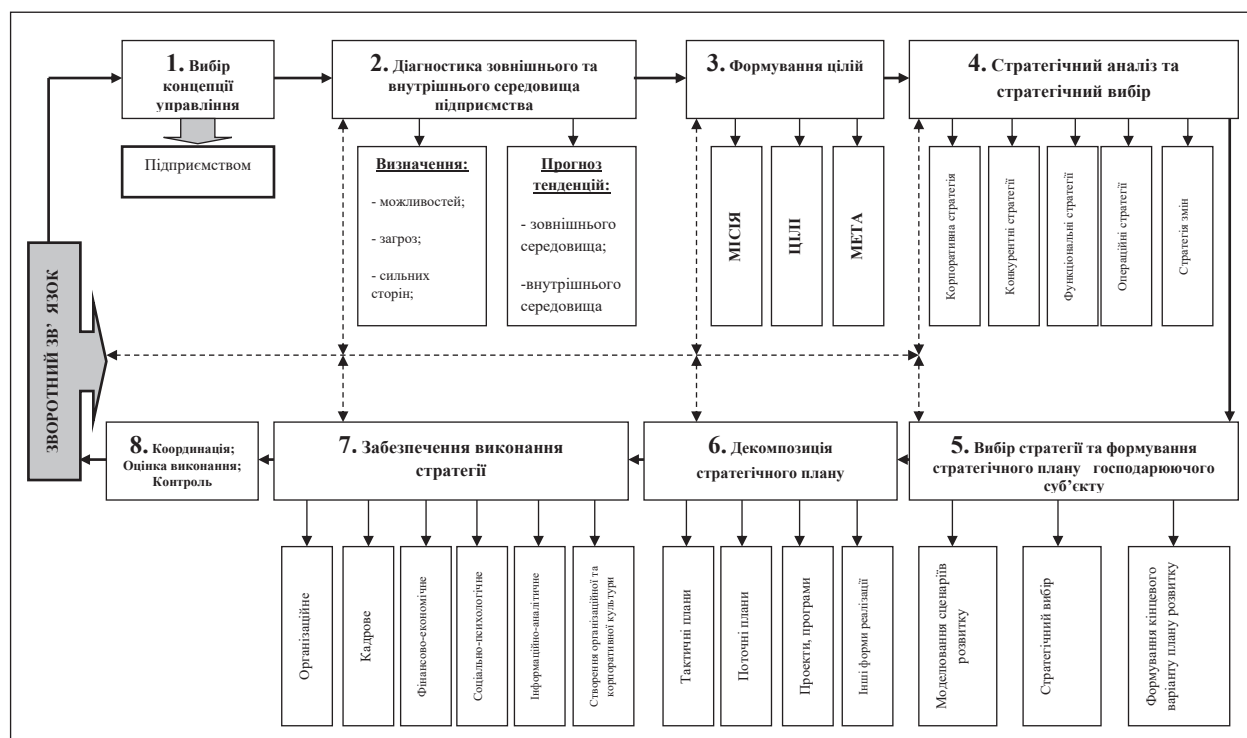 1. Вибір
концепції
управління
Підприємством
2. Діагностика зовнішнього та
внутрішнього середовища
підприємства
Визначення:
- можливостей;
- загроз;
- сильних
сторін;
Прогноз
тенденцій:
- зовнішнього
середовища;
-внутрішнього
середовища
3. Формування цілій
МІСІЯ
ЦІЛІ
МЕТА
4. Стратегічний аналіз та
стратегічний вибір
Корпоративна стратегія
Конкурентні стратегії
Функціональні стратегії
Операційні стратегії
Стратегія змін
ЗВОРОТНИЙ ЗВ’ ЯЗОК
8. Координація;
Оцінка виконання;
Контроль
7. Забезпечення виконання
стратегії
Організаційне
Кадрове
Фінансово-економічне
Соціально-психологічне
Інформаційно-аналітичне
Створення організаційної та
корпоративної культури
6. Декомпозиція
стратегічного плану
Тактичні плани
Поточні плани
Проекти, програми
Інші форми реалізації
5. Вибір стратегії та формування
стратегічного плану господарюючого
суб’єкту
Моделювання сценаріїв
розвитку
Стратегічний вибір
Формування кінцевого
варіанту плану розвитку